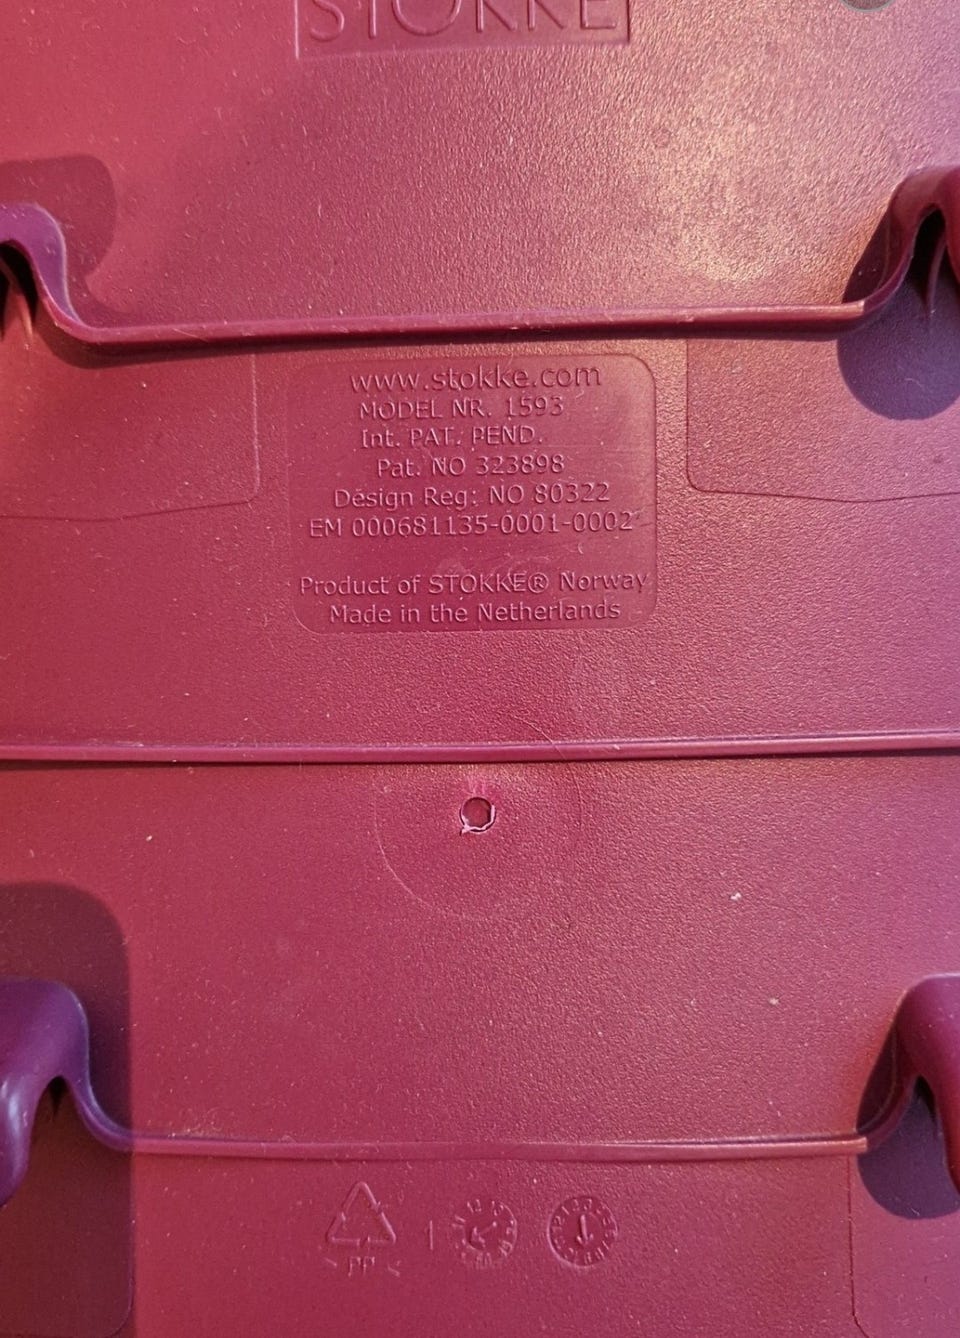 STOKKE
www.stokke.com
MODEL NR. 1593
Int. PAT. PEND.
Pat. NO 323898
Design Reg: NO 80322
EM 000681135-0001-0002
Product of STOKKE® Norway
Made in the Netherlands
>PP<